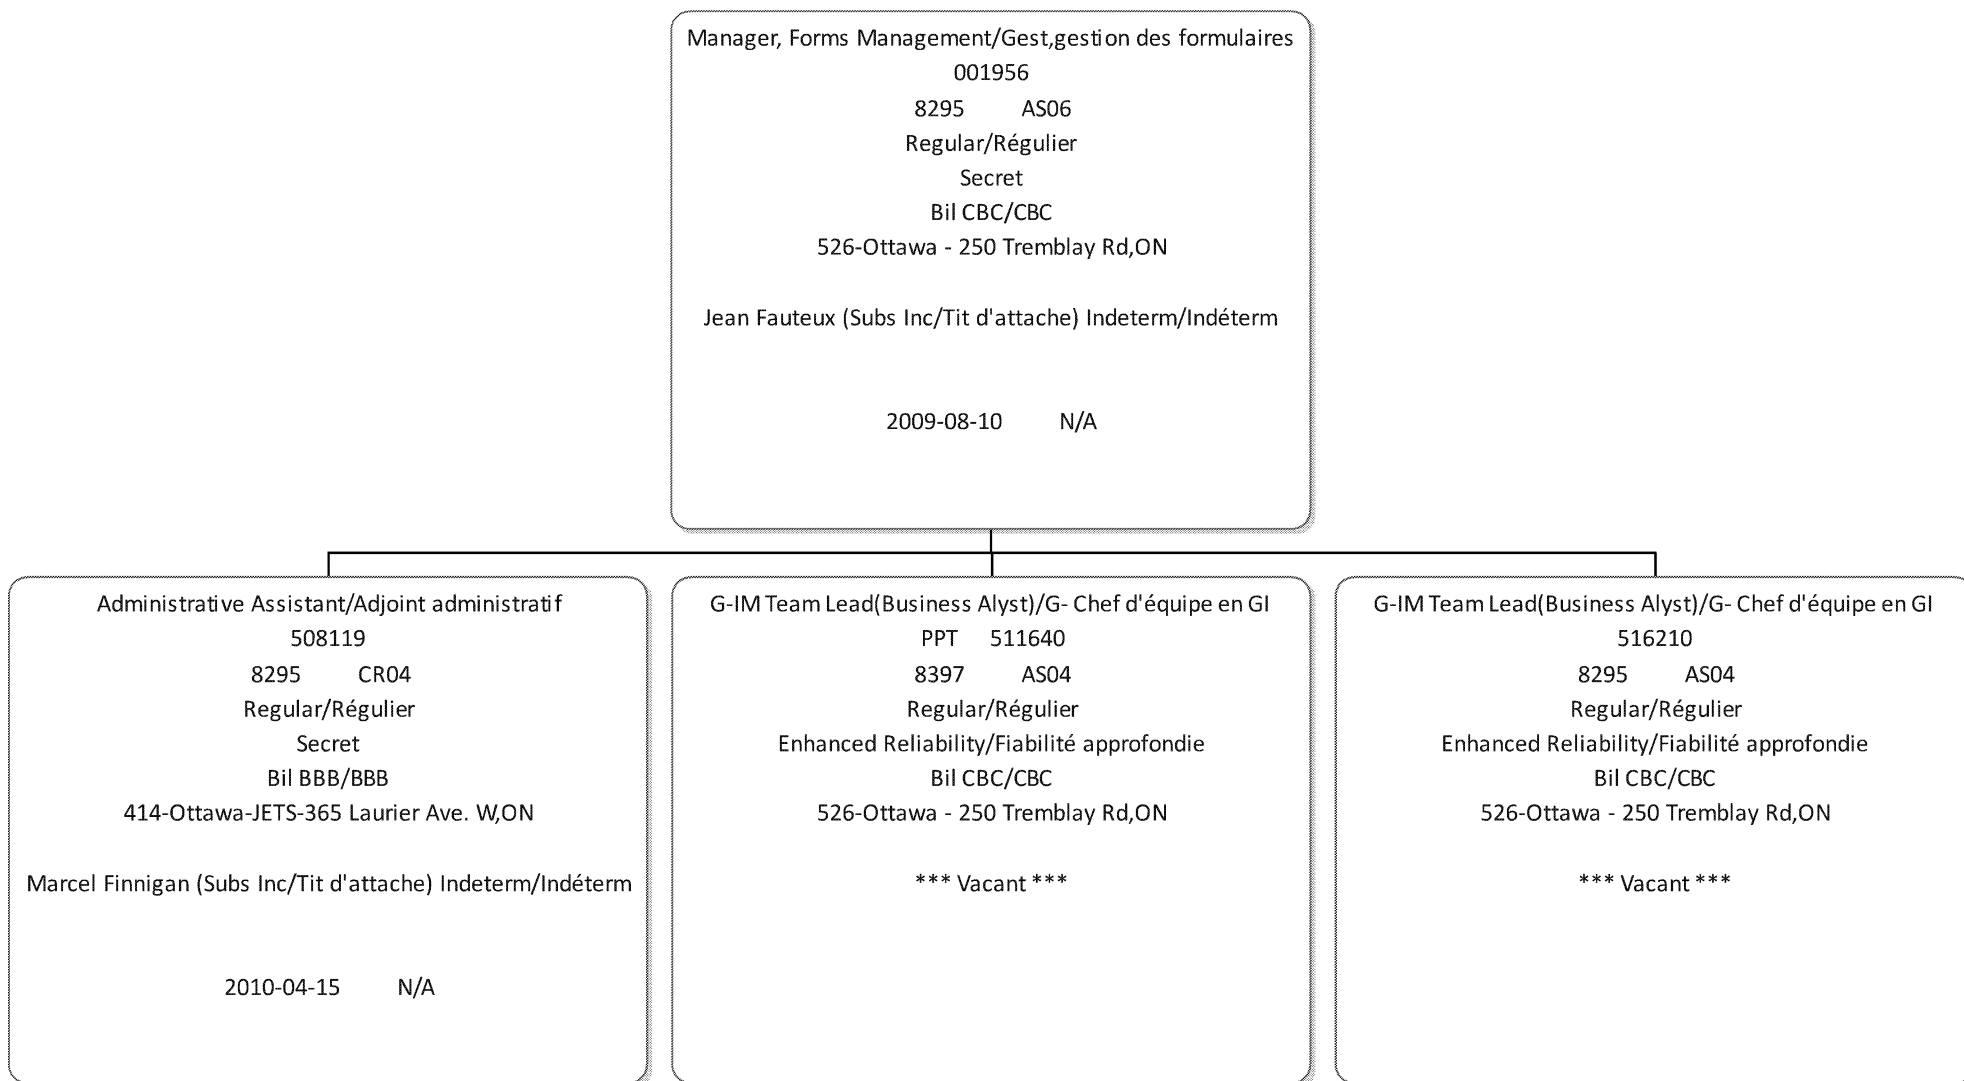 Manager, Forms Management/Gest,gestion des formulaires
001956
8295 AS06
Regular/Régulier
Secret
Bil CBC/CBC
526-Ottawa - 250 Tremblay Rd,ON
Jean Fauteux (Subs Inc/Tit d'attache) Indeterm/Indéterm
2009-08-10 N/A
Administrative Assistant/Adjoint administratif
508119
8295 CR04
Regular/Régulier
Secret
Bil BBB/BBB
414-Ottawa-JETS-365 Laurier Ave. W,ON
Marcel Finnigan (Subs Inc/Tit d'attache) Indeterm/Indéterm
2010-04-15 N/A
G-IM Team Lead(Business Alyst)/G- Chef d'équipe en GI
PPT 511640
8397 AS04
Regular/Régulier
Enhanced Reliability/Fiabilité approfondie
Bil CBC/CBC
526-Ottawa - 250 Tremblay Rd,ON
*** Vacant ***
G-IM Team Lead(Business Alyst)/G- Chef d'équipe en GI
516210
8295 AS04
Regular/Régulier
Enhanced Reliability/Fiabilité approfondie
Bil CBC/CBC
526-Ottawa - 250 Tremblay Rd,ON
*** Vacant ***